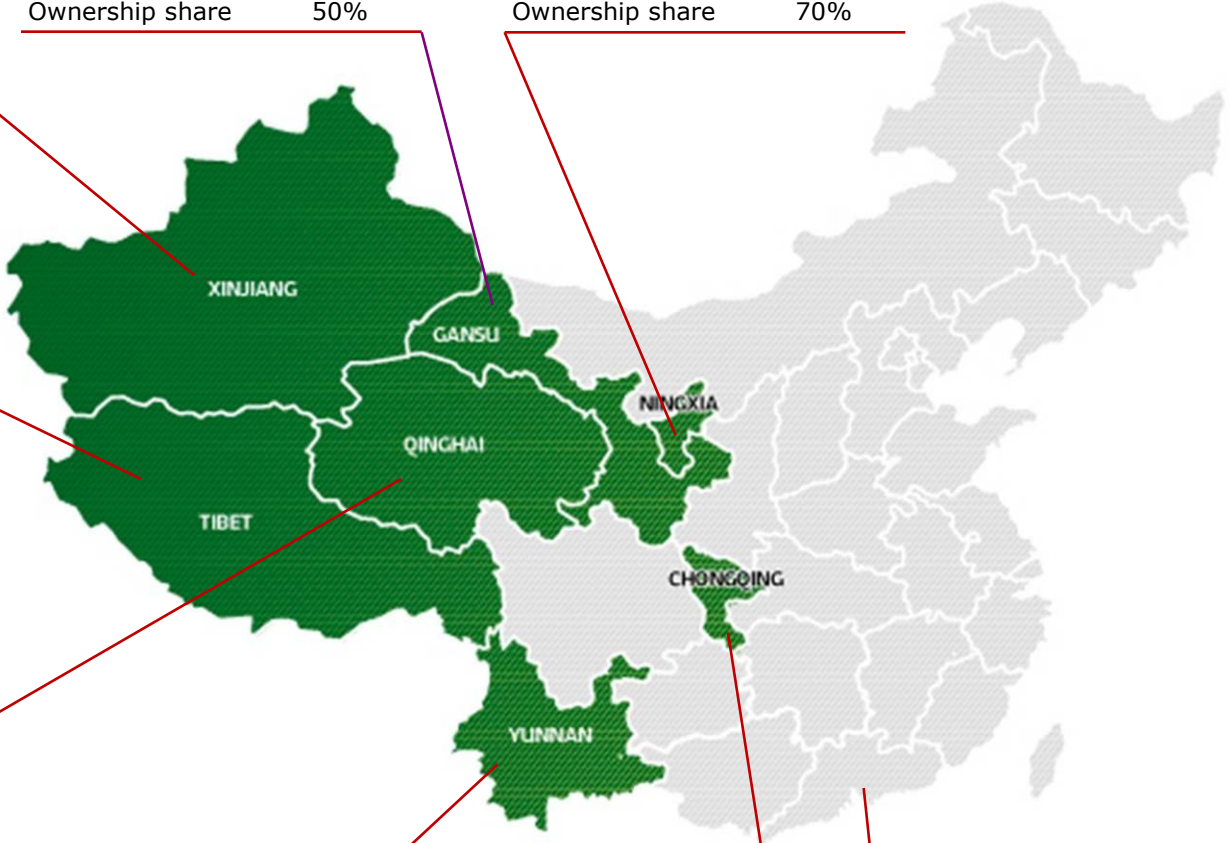 Ownership share 50%
Ownership share 70%
XINJIANG
GANSU
NINGXIA
QINGHAI
TIBET
CHONGQING
YUNNAN